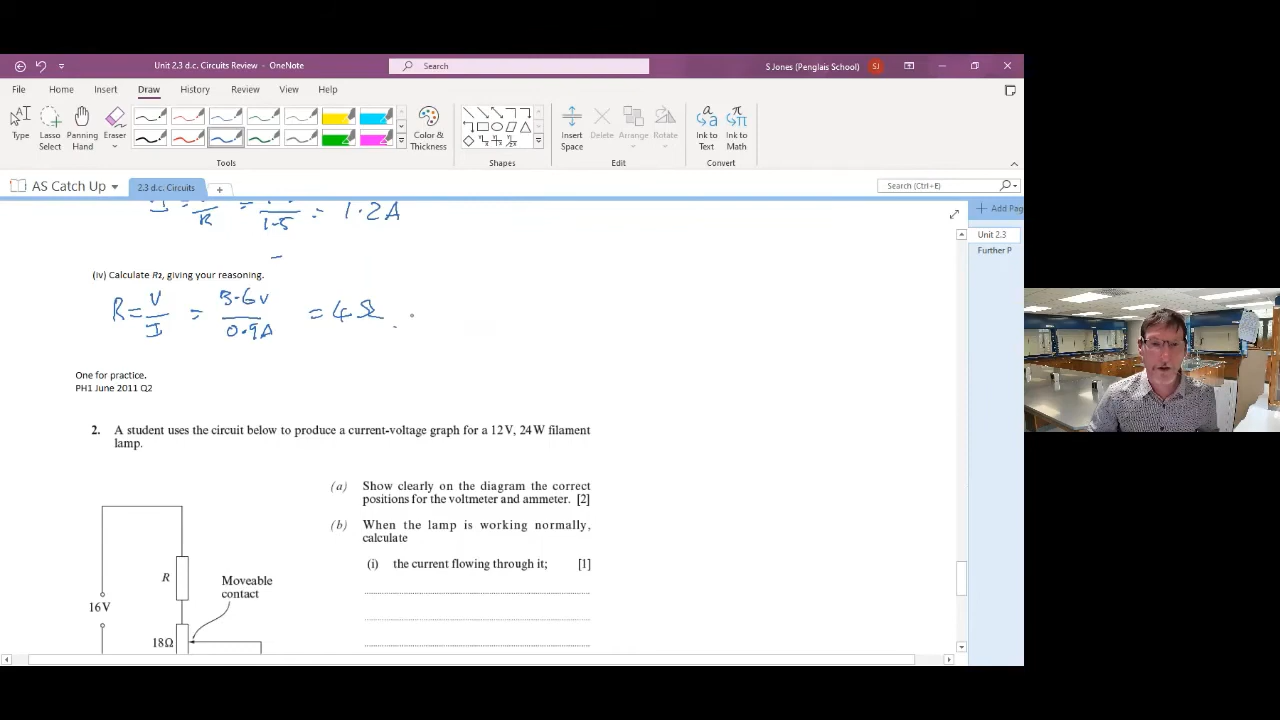 Unit 2.3 d.c. Circuits Review - OneNote
Search
S Jones (Penglais School)
SJ
File
Home
Insert
Draw
History
Review
View
Help
Type
Lasso Select
Panning Hand
Eraser
Color & Thickness
Insert Space
Delete
Arrange
Rotate
Ink to Text
Ink to Math
Tools
Shapes
Edit
Convert
AS Catch Up
2.3 d.c. Circuits
Search (Ctrl+E)
Add Pag
Unit 2.3
Further P
= 1.5 = 1.2A
R
(iv) Calculate R2, giving your reasoning.
R = V/I = 3.6V/0.9A = 4Ω
One for practice.
PH1 June 2011 Q2
2. A student uses the circuit below to produce a current-voltage graph for a 12V, 24W filament
lamp.
(a) Show clearly on the diagram the correct
positions for the voltmeter and ammeter. [2]
(b) When the lamp is working normally,
calculate
(i) the current flowing through it; [1]
R
Moveable
contact
16V
18Ω